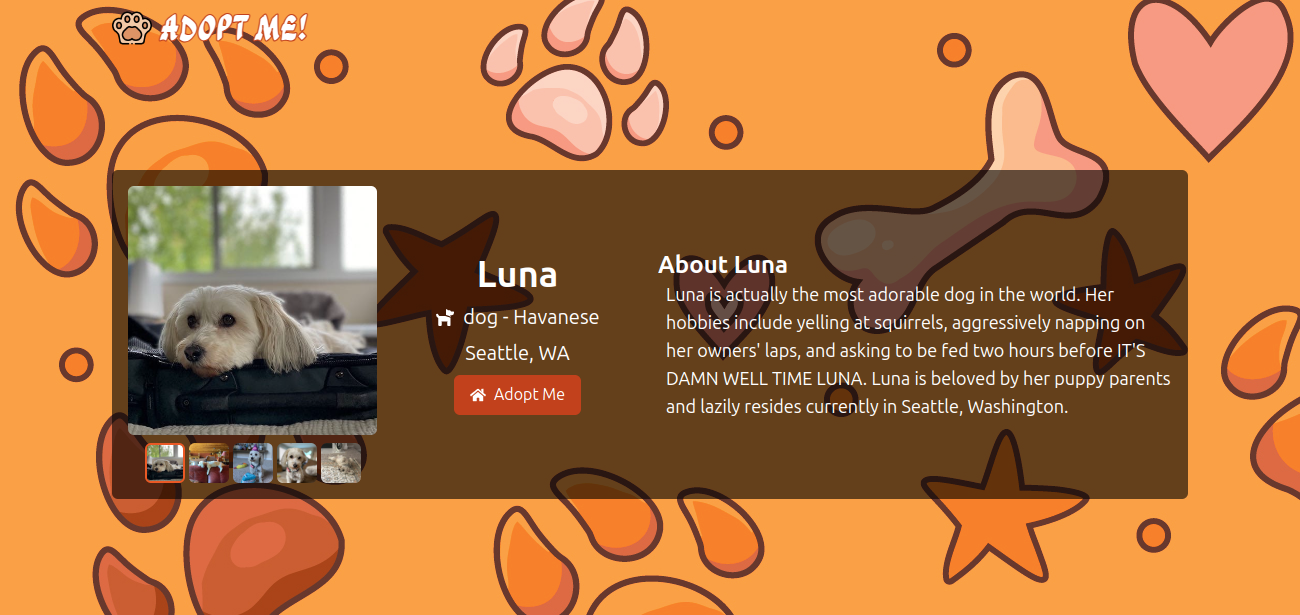 ADOPT ME!
Luna
dog - Havanese
Seattle, WA
Adopt Me
About Luna
Luna is actually the most adorable dog in the world. Her
hobbies include yelling at squirrels, aggressively napping on
her owners' laps, and asking to be fed two hours before IT'S
DAMN WELL TIME LUNA. Luna is beloved by her puppy parents
and lazily resides currently in Seattle, Washington.